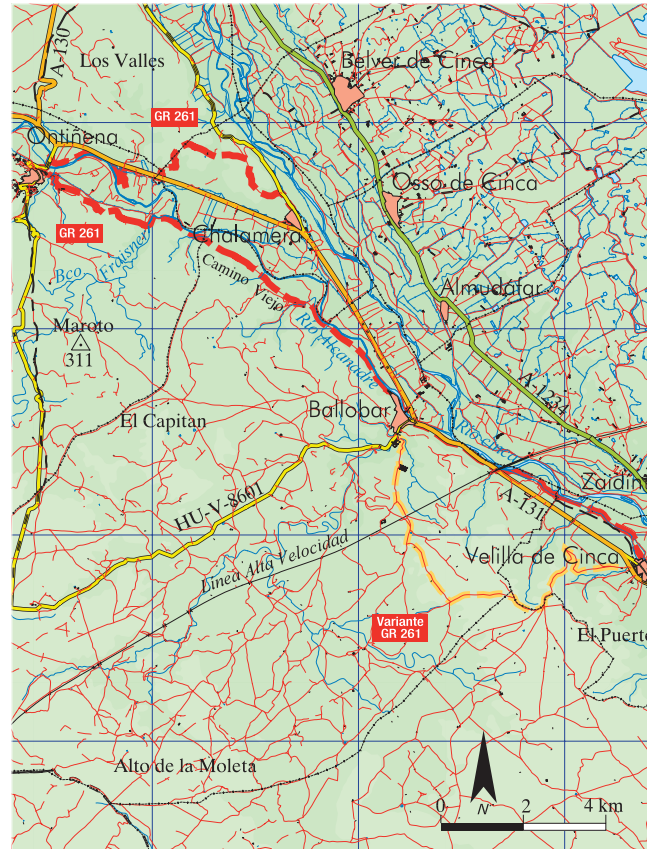 A-130
Los Valles
Belver de Cinca
GR 261
Ontiñena
Osso de Cinca
GR 261
Chalamera
Bco Fraisner
Camino Viejo
Almudáfar
Maroto
311
Río Alcanadre
A-1234
El Capitan
Ballobar
Río Cinca
Zaidín
HU-V-8601
A-131
Línea Alta Velocidad
Velilla de Cinca
Variante
GR 261
El Puerto
Alto de la Moleta
N
0 2 4 km